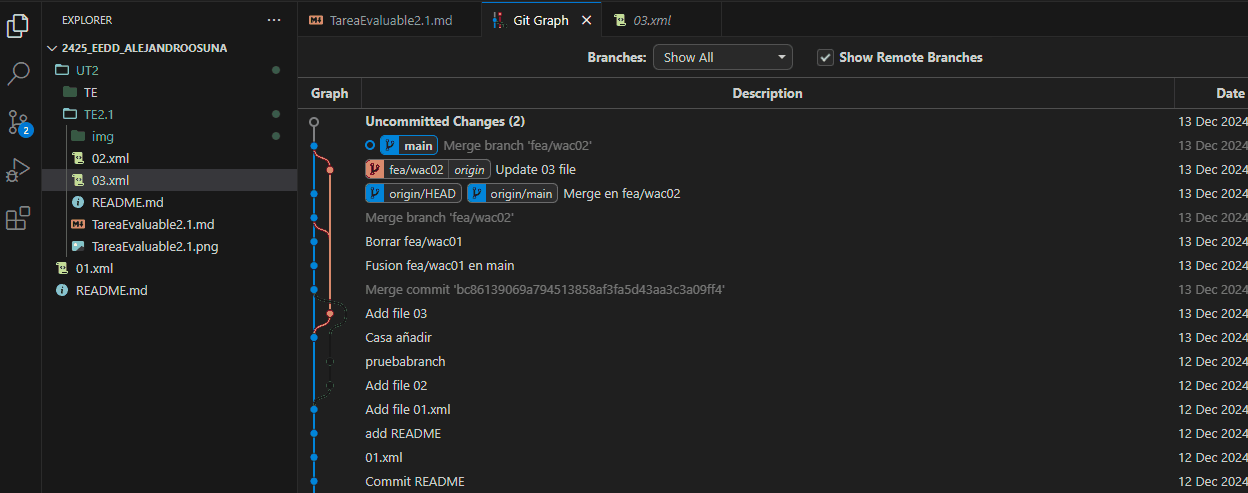 EXPLORER ···
2425_EEDD_ALEJANDROOSUNA
UT2
TE
TE2.1
img
02.xml
03.xml
README.md
TareaEvaluable2.1.md
TareaEvaluable2.1.png
01.xml
README.md
2
TareaEvaluable2.1.md Git Graph 03.xml
Branches: Show All Show Remote Branches
Graph Description Date
Uncommitted Changes (2) 13 Dec 2024
main Merge branch 'fea/wac02' 13 Dec 2024
fea/wac02 origin Update 03 file 13 Dec 2024
origin/HEAD origin/main Merge en fea/wac02 13 Dec 2024
Merge branch 'fea/wac02' 13 Dec 2024
Borrar fea/wac01 13 Dec 2024
Fusion fea/wac01 en main 13 Dec 2024
Merge commit 'bc86139069a794513858af3fa5d43aa3c3a09ff4' 13 Dec 2024
Add file 03 13 Dec 2024
Casa añadir 13 Dec 2024
pruebabranch 12 Dec 2024
Add file 02 12 Dec 2024
Add file 01.xml 12 Dec 2024
add README 12 Dec 2024
01.xml 12 Dec 2024
Commit README 12 Dec 2024